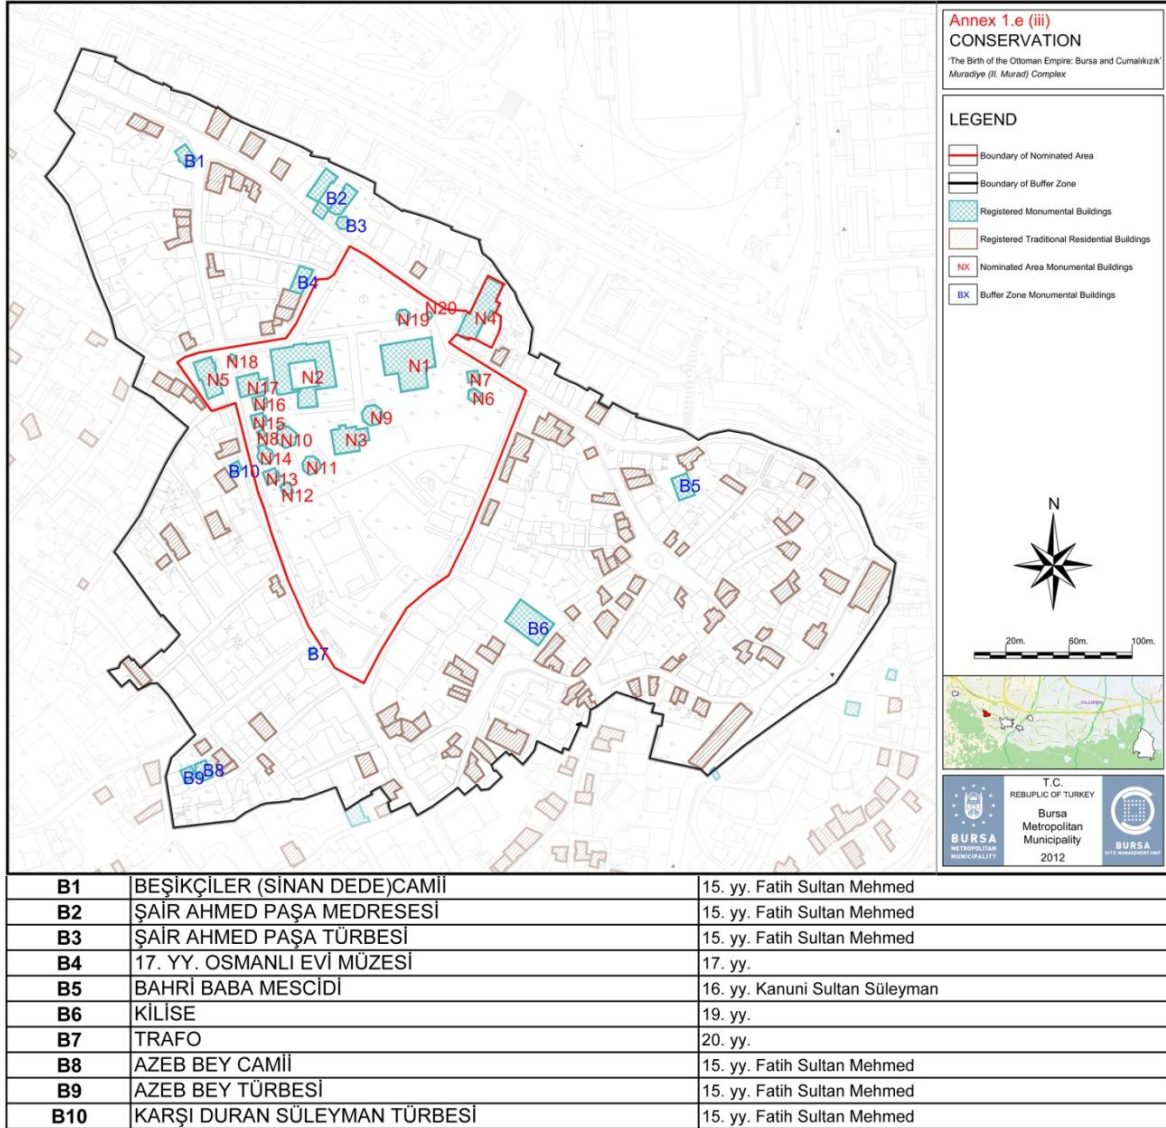 Annex 1.e (iii)
CONSERVATION
'The Birth of the Ottoman Empire: Bursa and Cumalıkızık'
Muradiye (II. Murad) Complex
LEGEND
Boundary of Nominated Area
Boundary of Buffer Zone
Registered Monumental Buildings
Registered Traditional Residential Buildings
NX Nominated Area Monumental Buildings
BX Buffer Zone Monumental Buildings
B1
B2
B3
B4
N20
N19
N4
N18
N1
N5
N2
N17
N7
N6
N16
N9
N15
N8
N10
N3
N14
N11
B10
N13
N12
B5
B6
B7
B9
B8
N
20m. 60m. 100m.
BURSA
METROPOLITAN
MUNICIPALITY
T.C.
REBUPLIC OF TURKEY
Bursa
Metropolitan
Municipality
2012
BURSA
SITE MANAGEMENT UNIT
B1 BEŞİKÇİLER (SİNAN DEDE)CAMİİ 15. yy. Fatih Sultan Mehmed
B2 ŞAİR AHMED PAŞA MEDRESESİ 15. yy. Fatih Sultan Mehmed
B3 ŞAİR AHMED PAŞA TÜRBESİ 15. yy. Fatih Sultan Mehmed
B4 17. YY. OSMANLI EVİ MÜZESİ 17. yy.
B5 BAHRİ BABA MESCİDİ 16. yy. Kanuni Sultan Süleyman
B6 KİLİSE 19. yy.
B7 TRAFO 20. yy.
B8 AZEB BEY CAMİİ 15. yy. Fatih Sultan Mehmed
B9 AZEB BEY TÜRBESİ 15. yy. Fatih Sultan Mehmed
B10 KARŞI DURAN SÜLEYMAN TÜRBESİ 15. yy. Fatih Sultan Mehmed